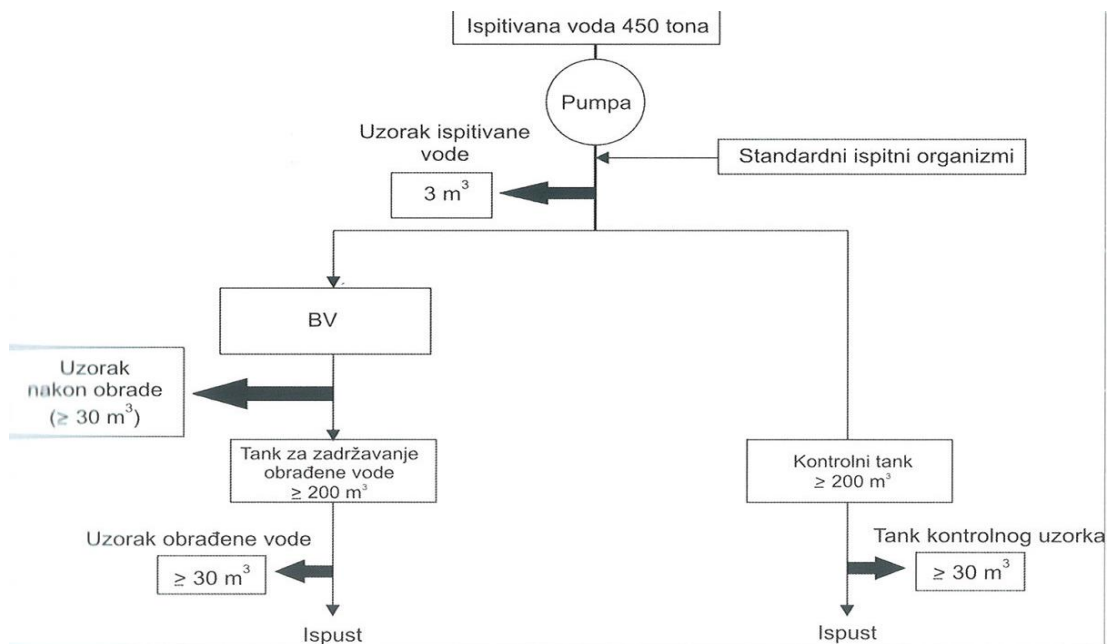 Ispitivana voda 450 tona
Pumpa
Uzorak ispitivane
vode
3 m³
Standardni ispitni organizmi
BV
Uzorak
nakon obrade
(≥ 30 m³)
Tank za zadržavanje
obrađene vode
≥ 200 m³
Kontrolni tank
≥ 200 m³
Uzorak obrađene vode
≥ 30 m³
Tank kontrolnog uzorka
≥ 30 m³
Ispust
Ispust